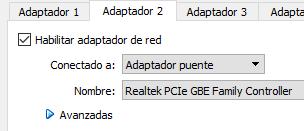 Adaptador 1 Adaptador 2 Adaptador 3 Adaptador 4
Habilitar adaptador de red
Conectado a: Adaptador puente
Nombre: Realtek PCIe GBE Family Controller
Avanzadas